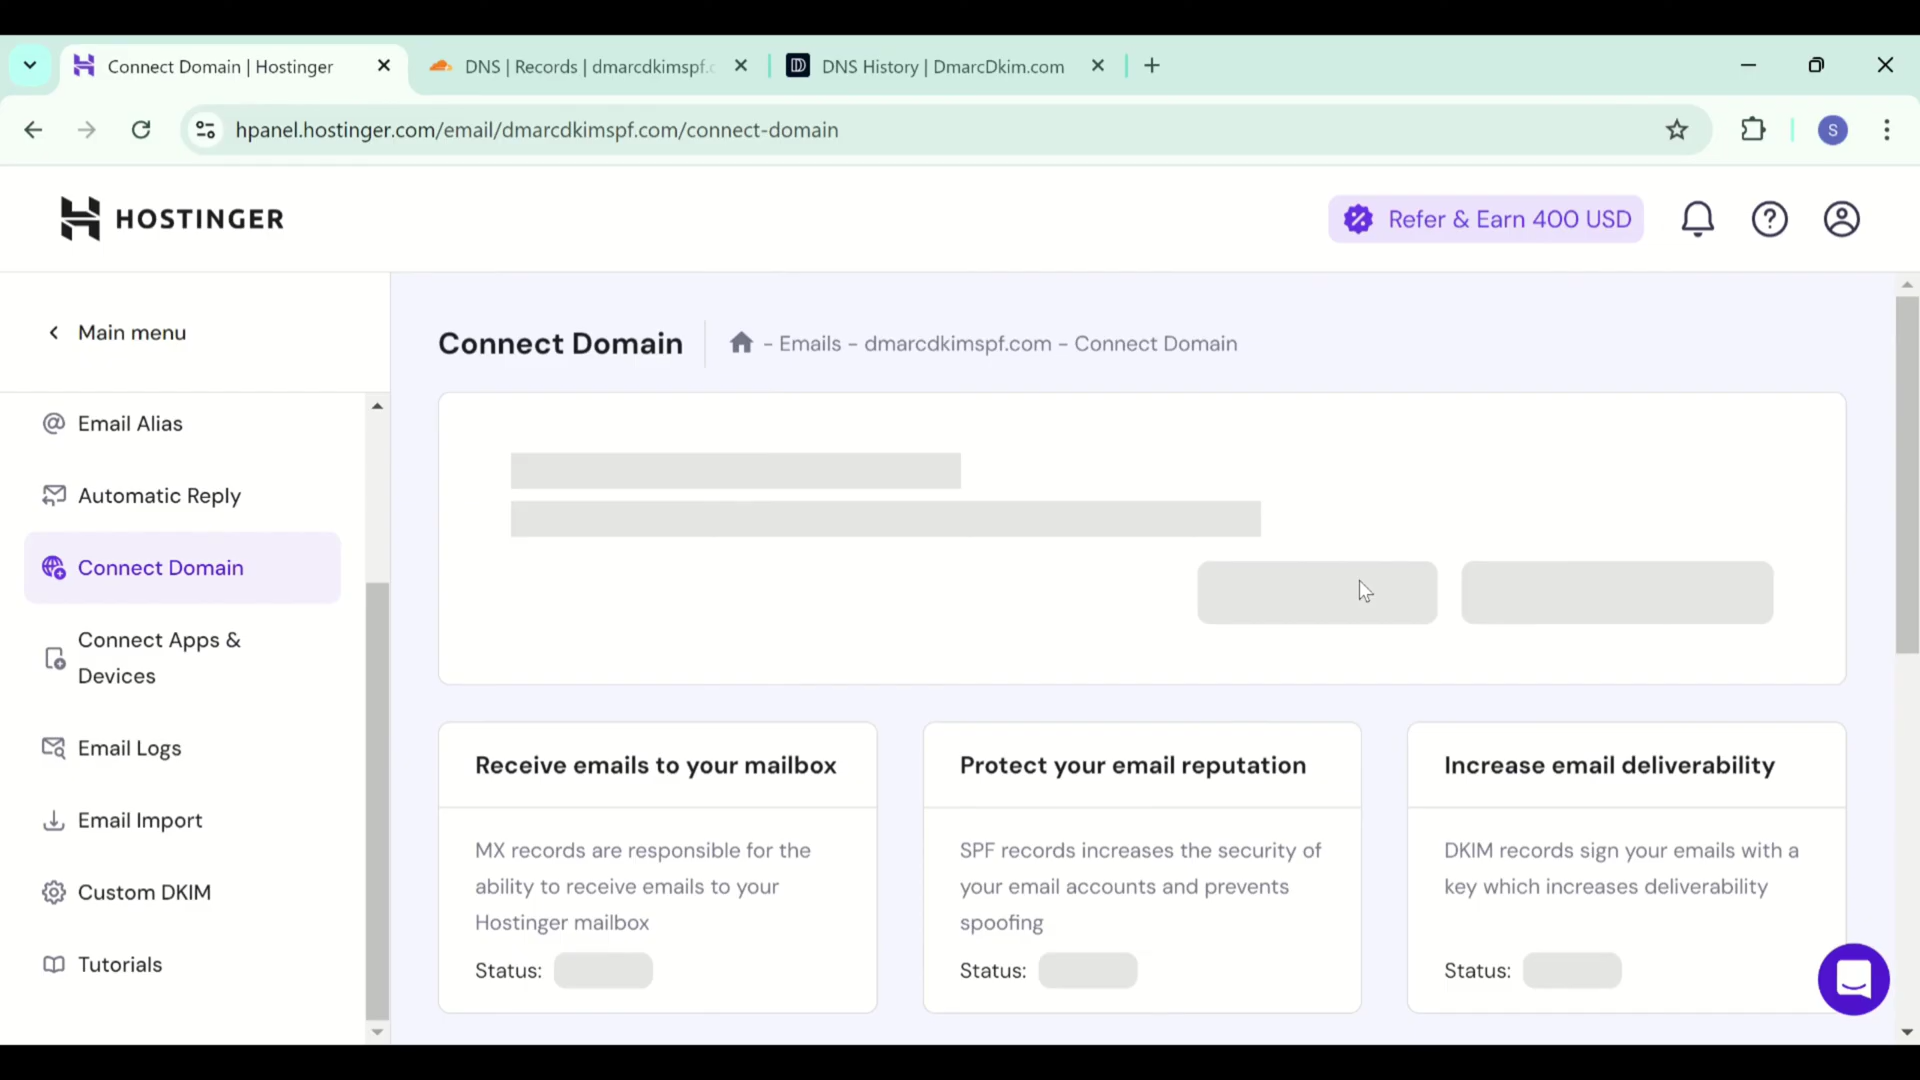 Connect Domain | Hostinger
DNS | Records | dmarcdkimspf.c
DNS History | DmarcDkim.com
hpanel.hostinger.com/email/dmarcdkimspf.com/connect-domain
S
HOSTINGER
Refer & Earn 400 USD
Main menu
Connect Domain
- Emails - dmarcdkimspf.com - Connect Domain
Email Alias
Automatic Reply
Connect Domain
Connect Apps &
Devices
Email Logs
Email Import
Custom DKIM
Tutorials
Receive emails to your mailbox
MX records are responsible for the
ability to receive emails to your
Hostinger mailbox
Status:
Protect your email reputation
SPF records increases the security of
your email accounts and prevents
spoofing
Status:
Increase email deliverability
DKIM records sign your emails with a
key which increases deliverability
Status: